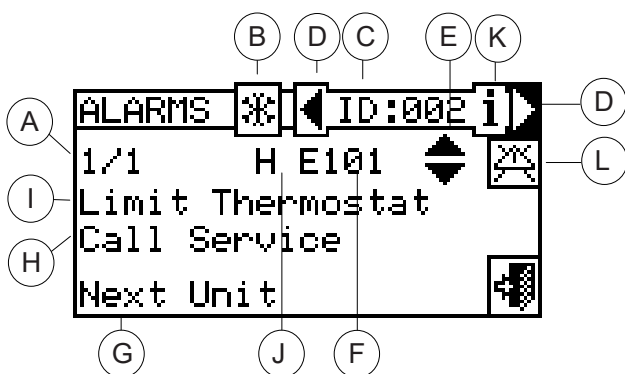 B D C E K
ALARMS ID:002 i D
A 1/1 H E101 L
I Limit Thermostat
H Call Service
Next Unit
G J F